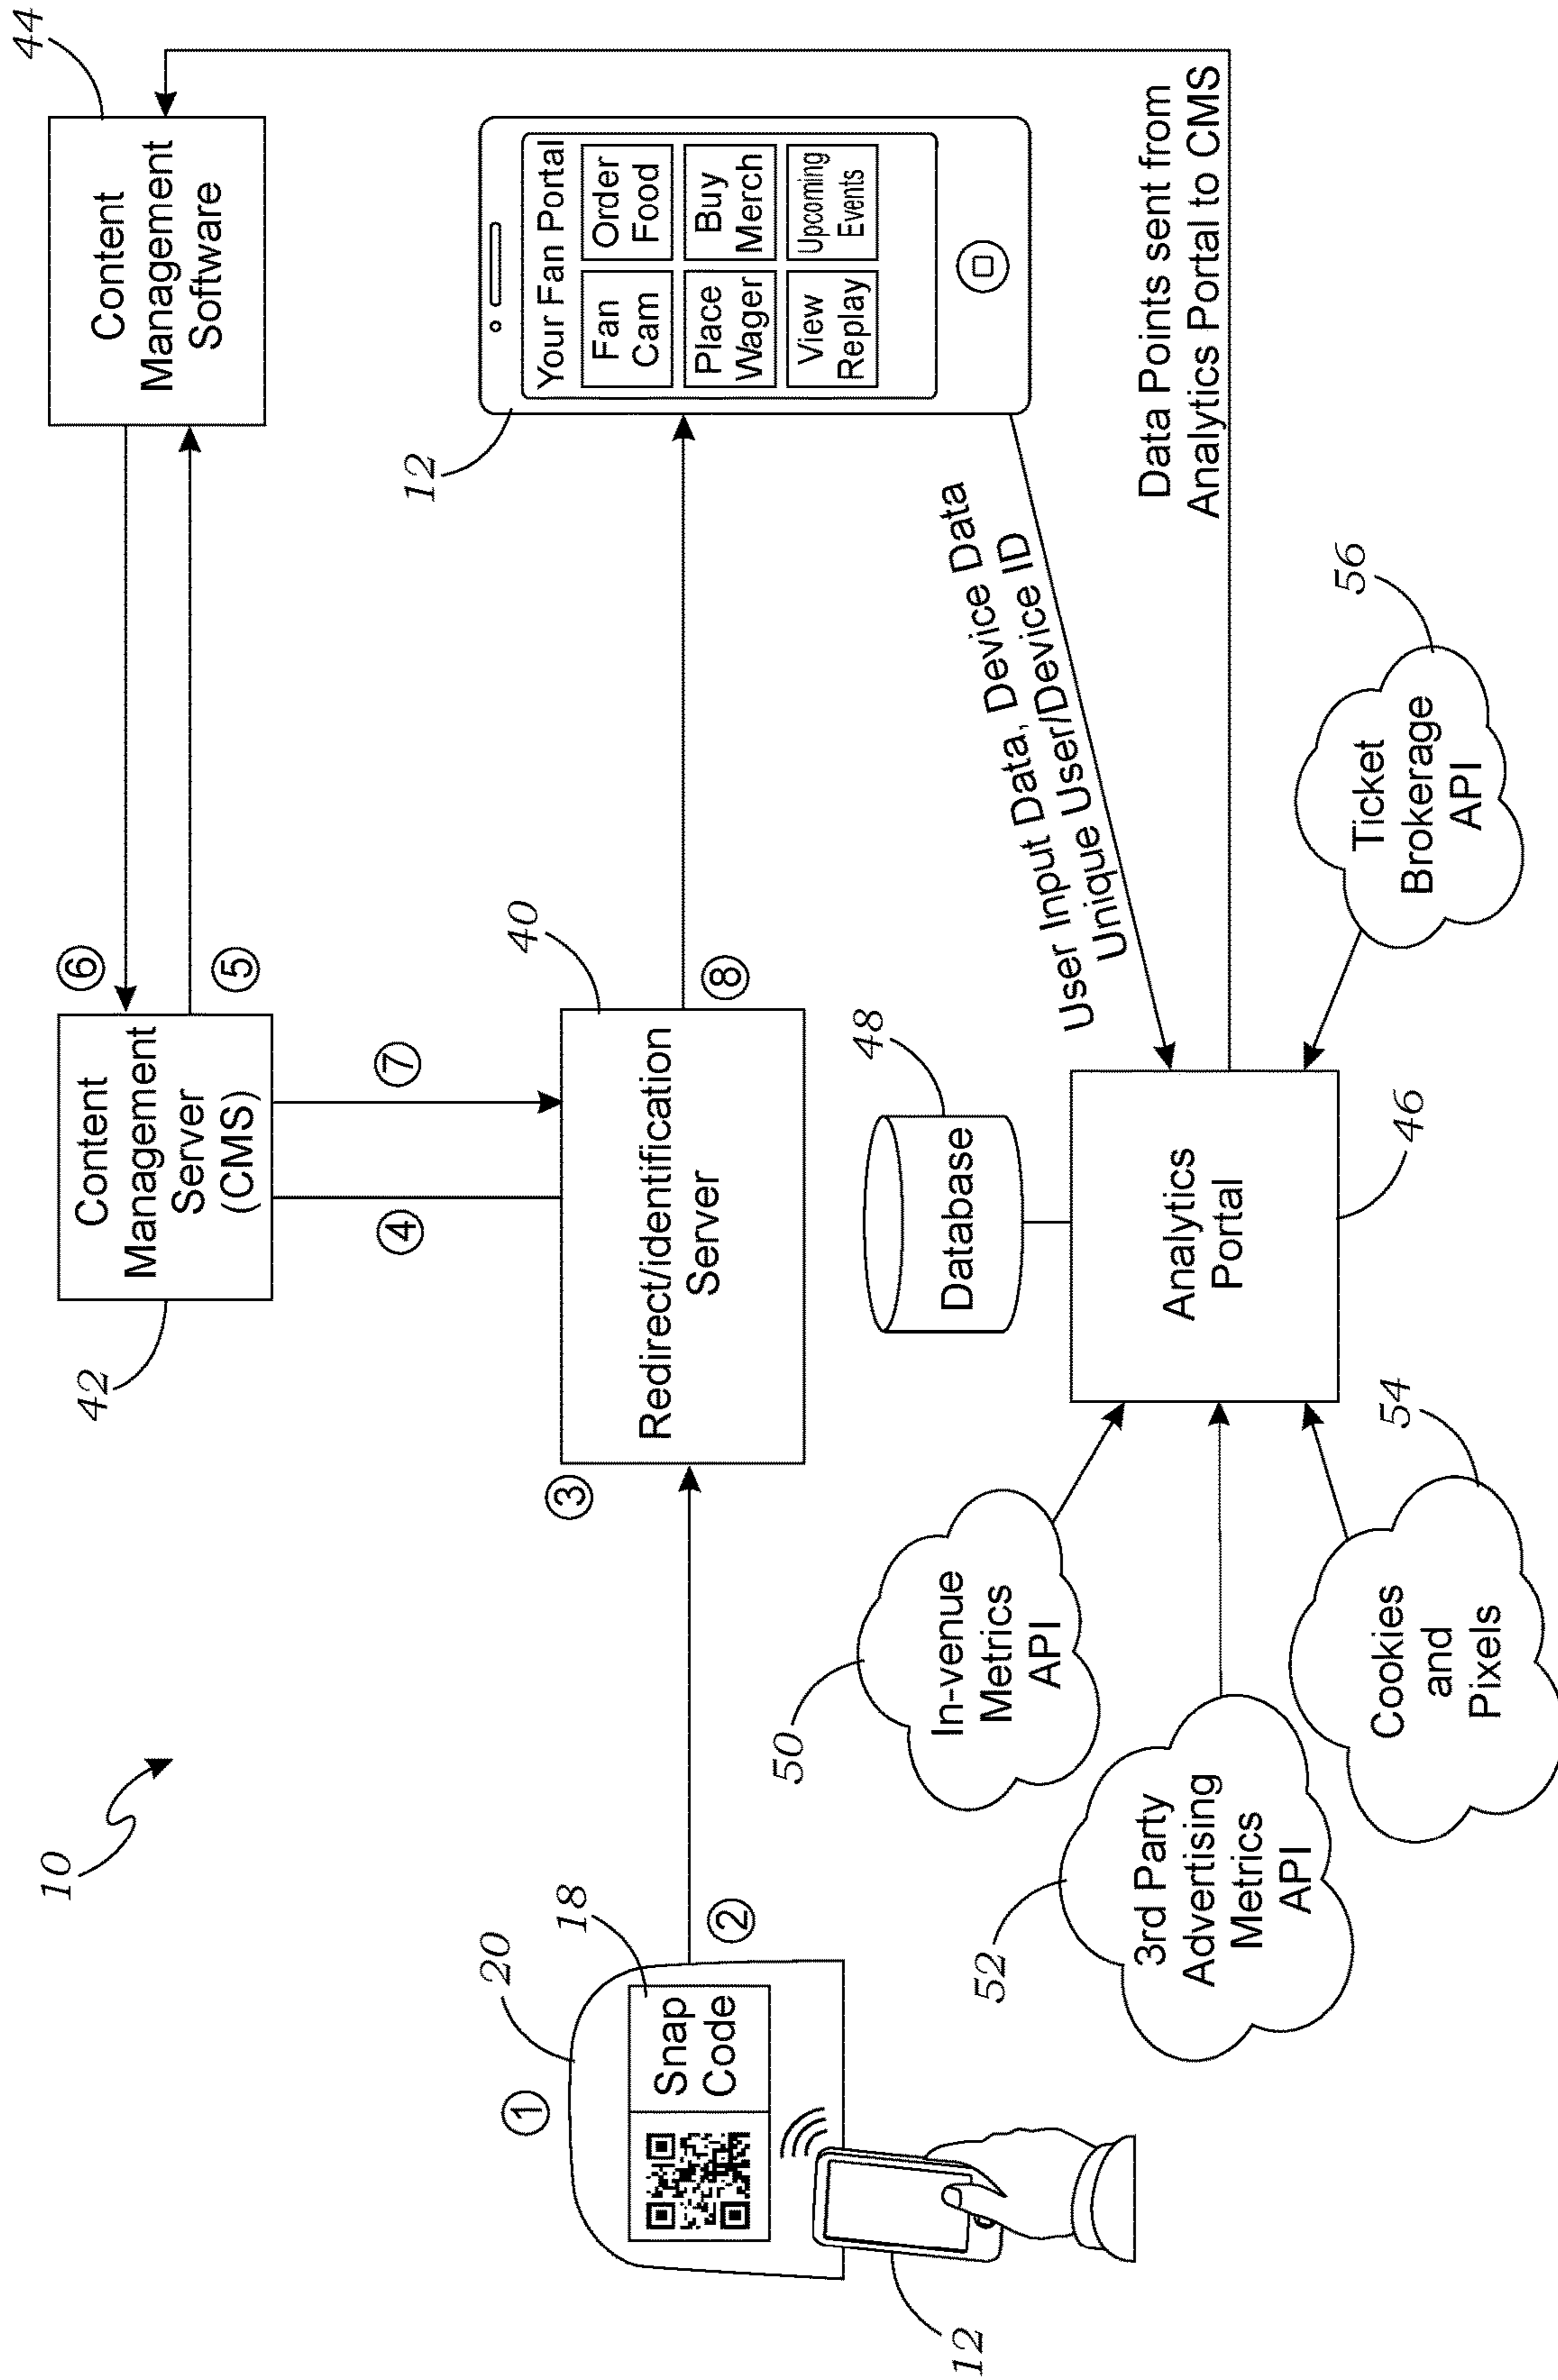 10
42
Content
Management
Server
(CMS)
6
5
44
Content
Management
Software
4
7
1
20
18
Snap
Code
12
2
3
40
Redirect/identification
Server
8
12
Your Fan Portal
Fan
Cam
Order
Food
Place
Wager
Buy
Merch
View
Replay
Upcoming
Events
User Input Data, Device Data
Unique User/Device ID
Data Points sent from
Analytics Portal to CMS
48
Database
Analytics
Portal
46
50
In-venue
Metrics
API
52
3rd Party
Advertising
Metrics
API
54
Cookies
and
Pixels
56
Ticket
Brokerage
API